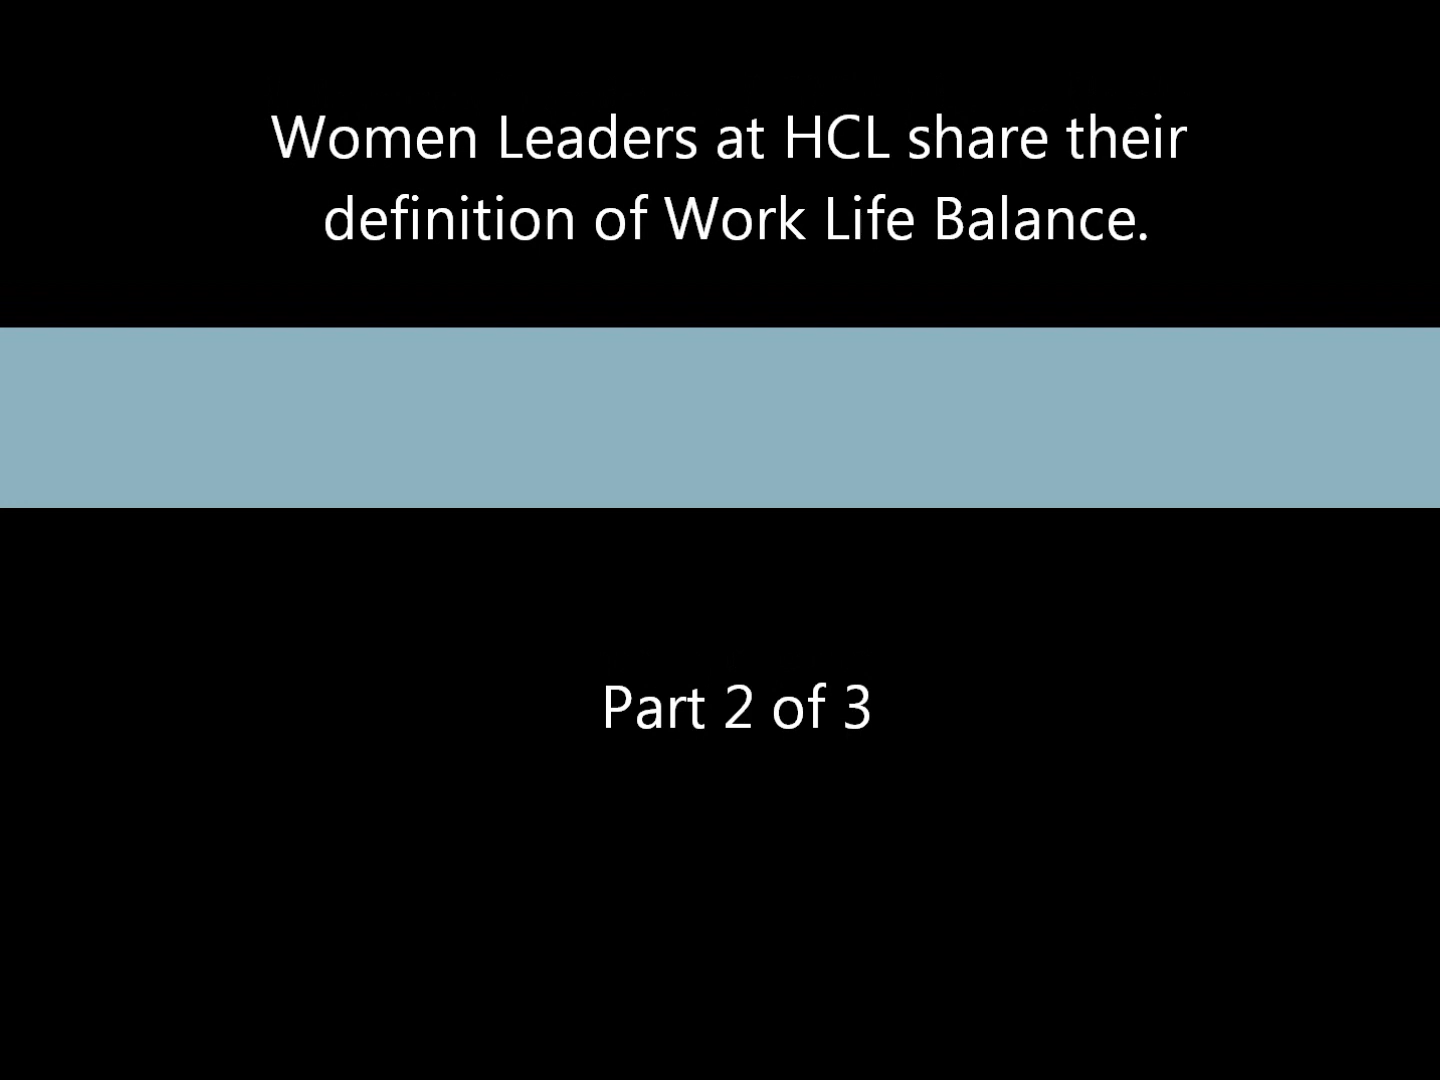 Women Leaders at HCL share their
definition of Work Life Balance.
Part 2 of 3